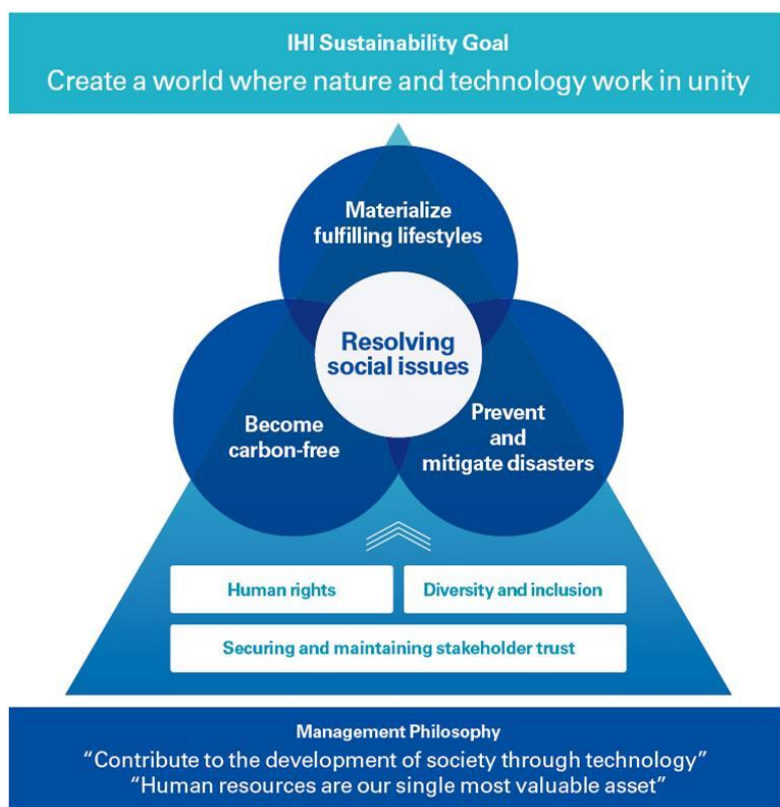 IHI Sustainability Goal
Create a world where nature and technology work in unity
Materialize
fulfilling lifestyles
Resolving
social issues
Become
carbon-free
Prevent
and
mitigate disasters
Human rights
Diversity and inclusion
Securing and maintaining stakeholder trust
Management Philosophy
“Contribute to the development of society through technology”
“Human resources are our single most valuable asset”